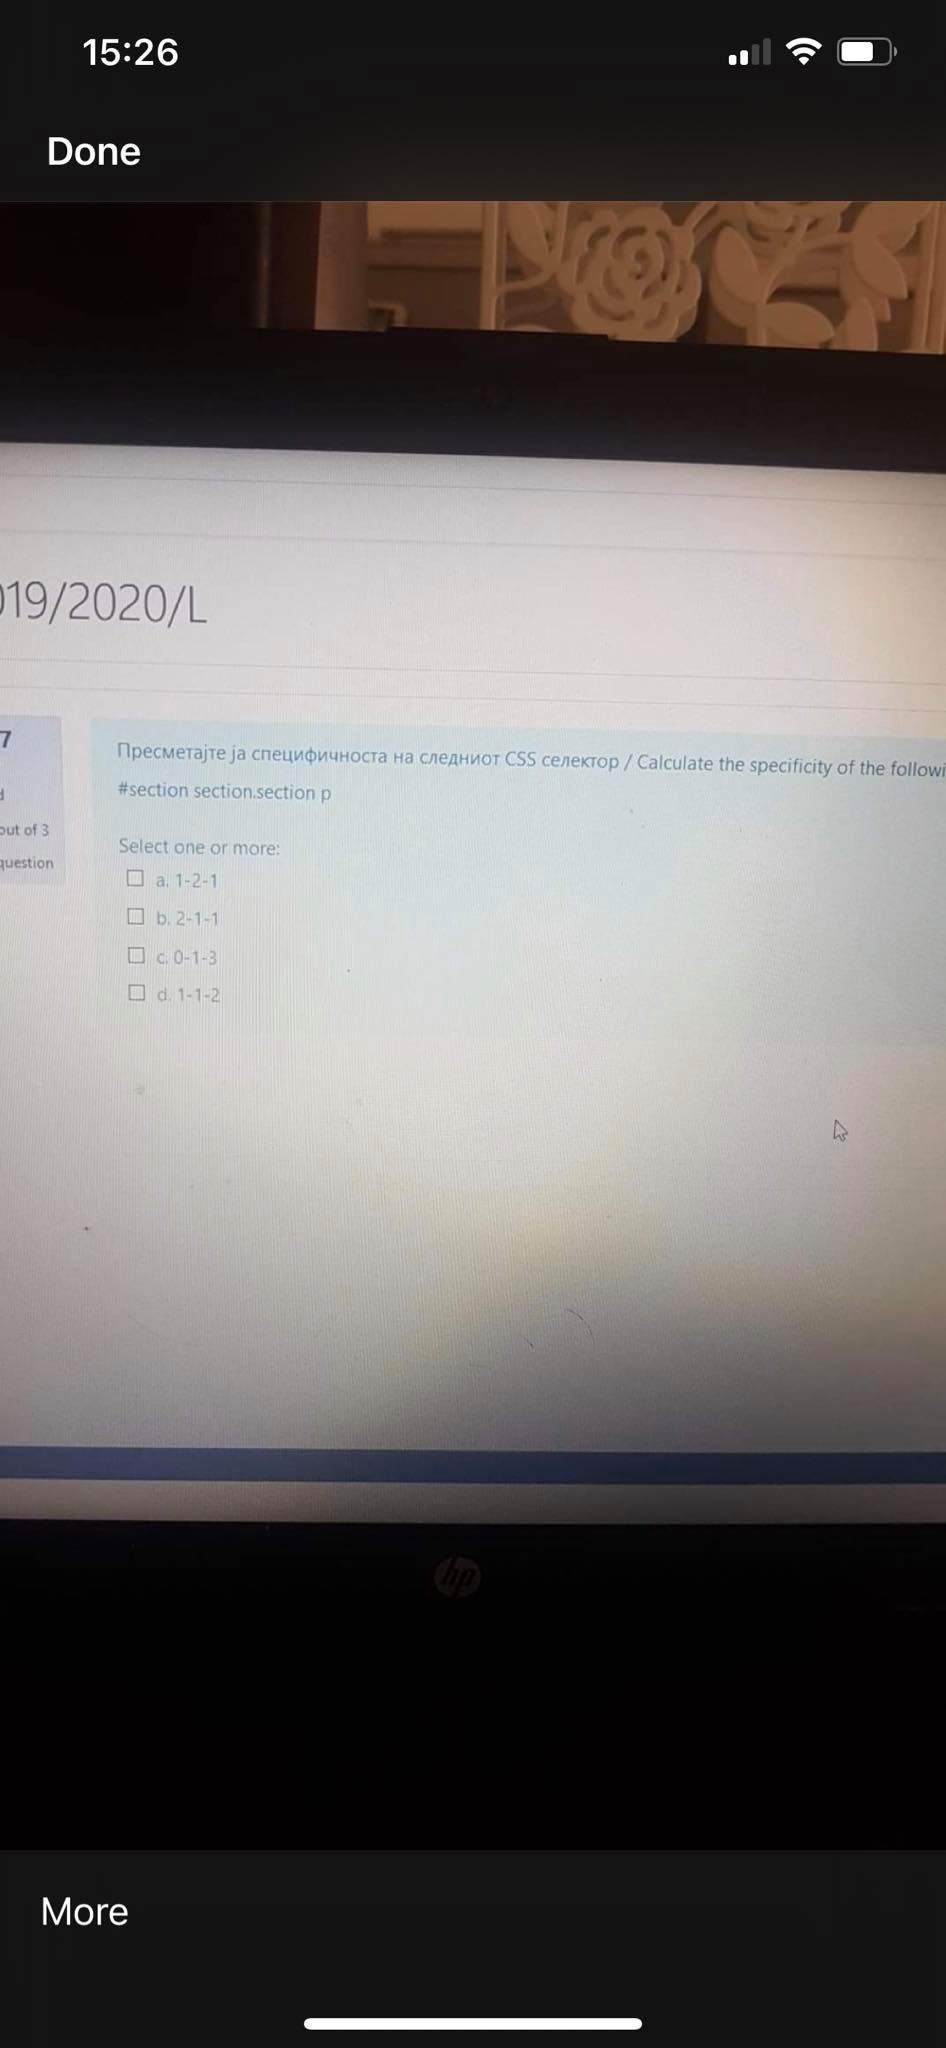 15:26
Done
019/2020/L
7
out of 3
question
Пресметајте ја специфичноста на следниот CSS селектор / Calculate the specificity of the followi
#section section.section p
Select one or more:
a. 1-2-1
b. 2-1-1
c. 0-1-3
d. 1-1-2
hp
More